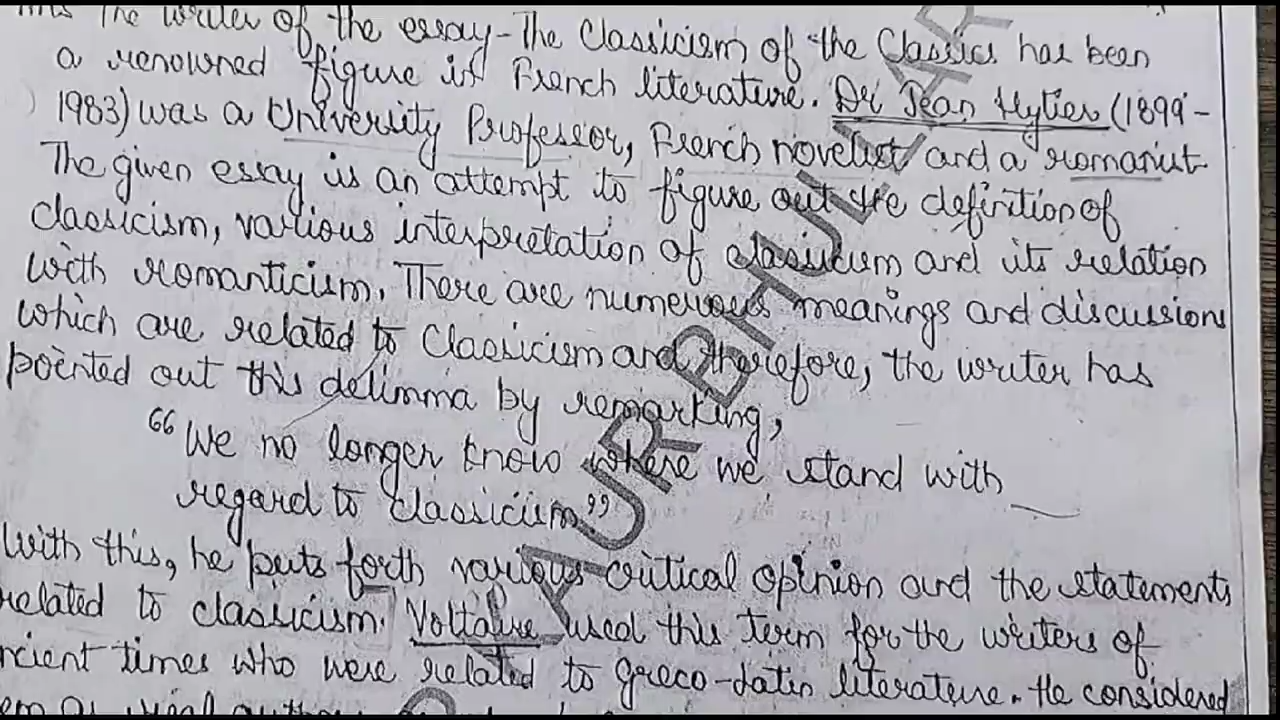 the writer of the essay-The Classicism of the Classics has been
a renowned figure in French literature. Dr Jean Hytier (1899-
1983) was a University Professor, French novelist and a romanist.
The given essay is an attempt to figure out the definition of
classicism, various interpretation of classicism and its relation
with romanticism. There are numerous meanings and discussions
which are related to Classicism and therefore, the writer has
pointed out this delimma by remarking,
"We no longer know where we stand with
regard to classicism"
With this, he puts forth various critical opinion and the statements
related to classicism. Voltaire used this term for the writers of
ncient times who were related to Greco-Latin literature. He considered